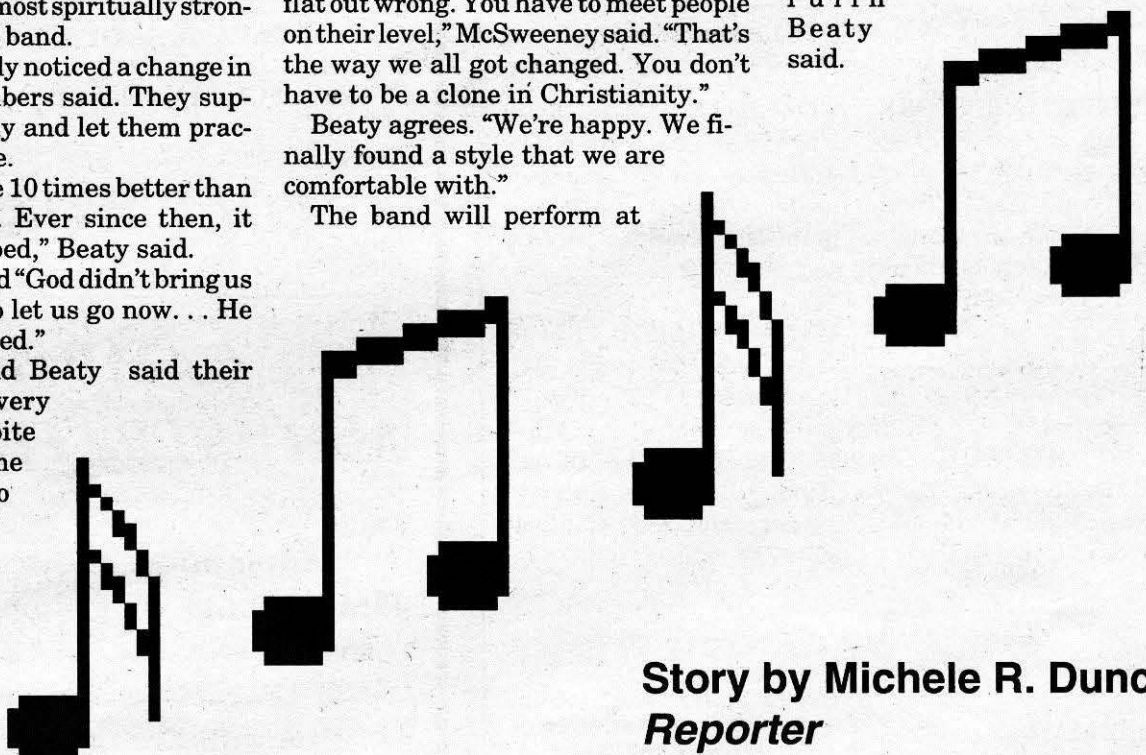 most spiritually stron-
band.
ly noticed a change in
bers said. They sup-
y and let them prac-
e.
e 10 times better than
. Ever since then, it
ped," Beaty said.
d "God didn't bring us
o let us go now. . . He
ed."
d Beaty said their
very
ite
ne
o
flat out wrong. You have to meet people
on their level," McSweeney said. "That's
the way we all got changed. You don't
have to be a clone in Christianity."
Beaty agrees. "We're happy. We fi-
nally found a style that we are
comfortable with."
The band will perform at
Beaty
said.
Story by Michele R. Dunc
Reporter